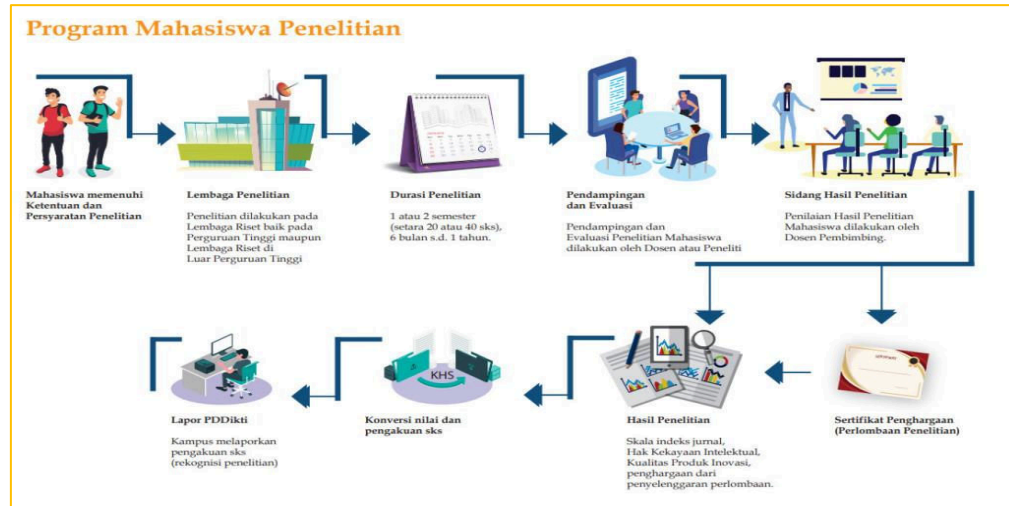 Program Mahasiswa Penelitian
Mahasiswa memenuhi
Ketentuan dan
Persyaratan Penelitian
Lembaga Penelitian
Penelitian dilakukan pada
Lembaga Riset baik pada
Perguruan Tinggi maupun
Lembaga Riset di
Luar Perguruan Tinggi
Durasi Penelitian
1 atau 2 semester
(setara 20 atau 40 sks),
6 bulan s.d. 1 tahun.
Pendampingan
dan Evaluasi
Pendampingan dan
Evaluasi Penelitian Mahasiswa
dilakukan oleh Dosen atau Peneliti
Sidang Hasil Penelitian
Penilaian Hasil Penelitian
Mahasiswa dilakukan oleh
Dosen Pembimbing.
Lapor PDDikti
Kampus melaporkan
pengakuan sks
(rekognisi penelitian)
KHS
Konversi nilai dan
pengakuan sks
Hasil Penelitian
Skala indeks jurnal,
Hak Kekayaan Intelektual,
Kualitas Produk Inovasi,
penghargaan dari
penyelenggaran perlombaan.
Sertifikat Penghargaan
(Perlombaan Penelitian)